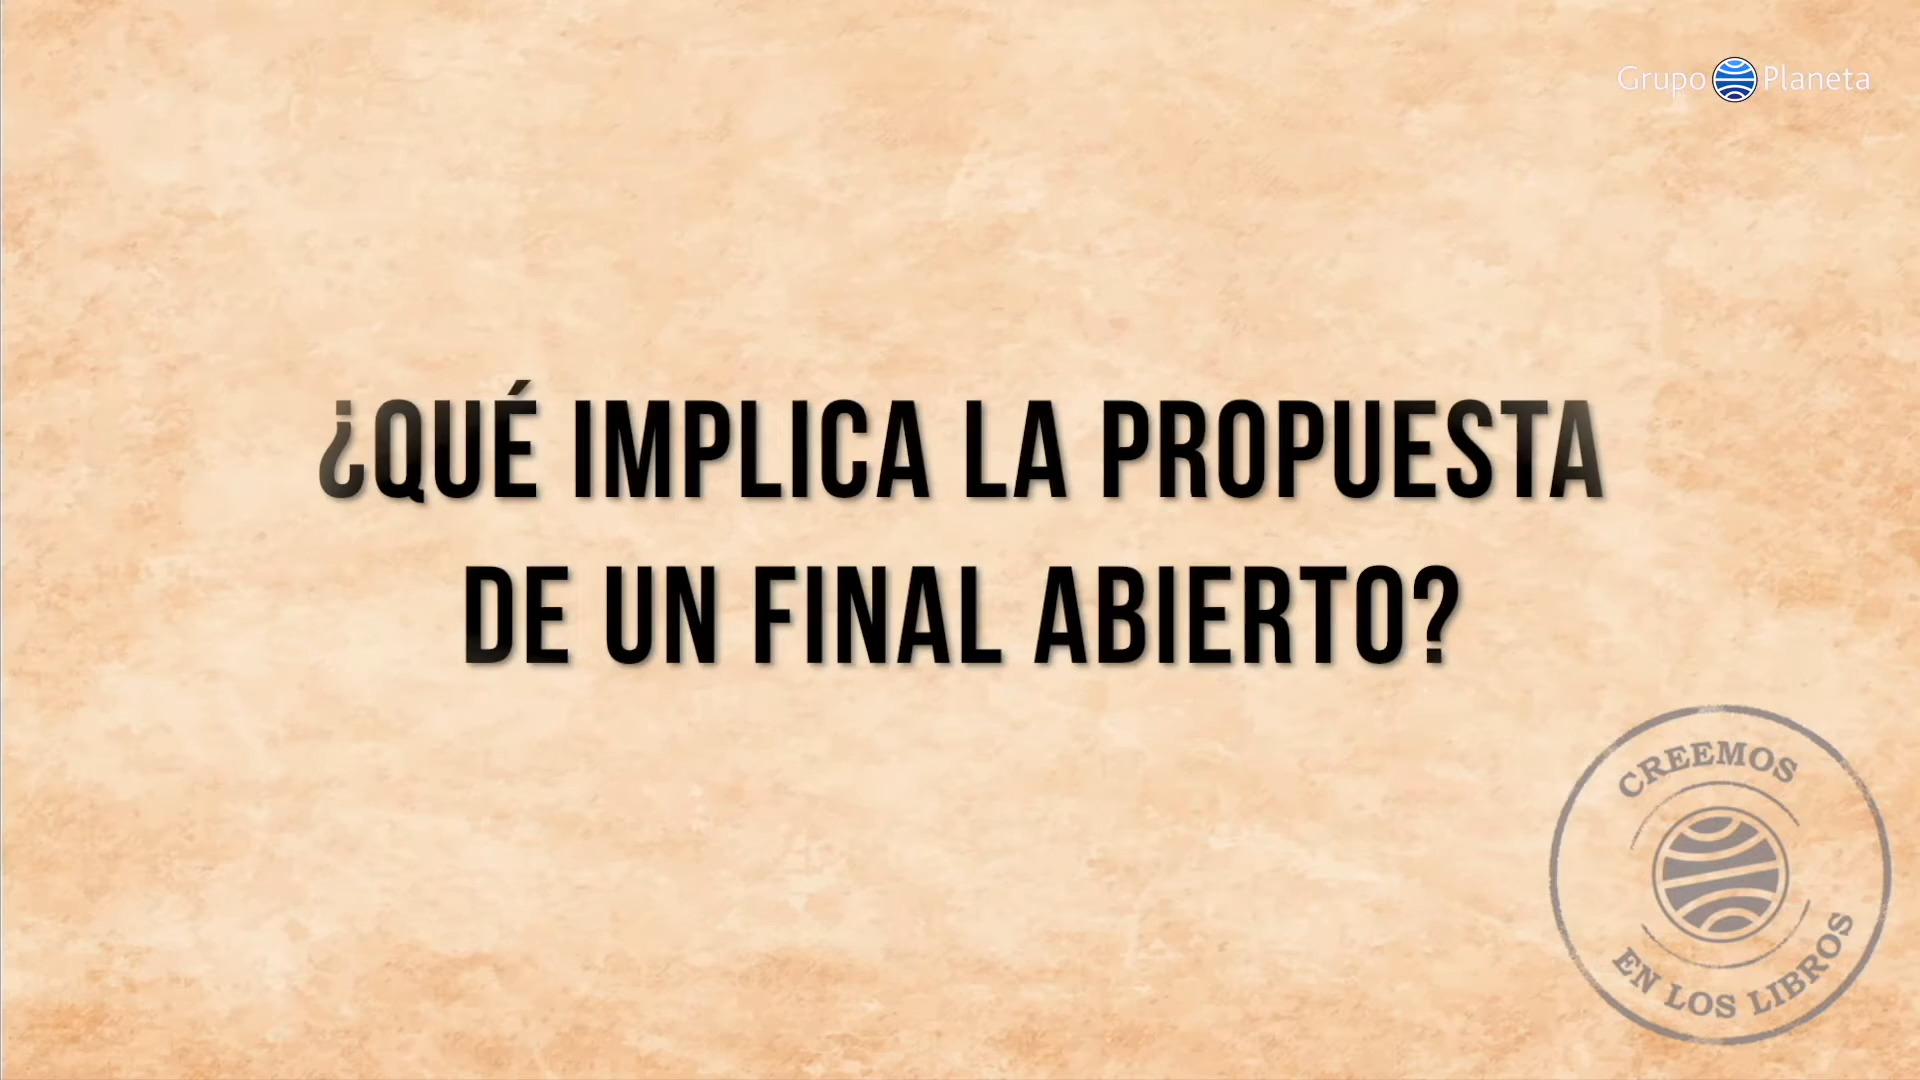 Grupo Planeta
¿QUÉ IMPLICA LA PROPUESTA
DE UN FINAL ABIERTO?
CREEMOS
EN LOS LIBROS